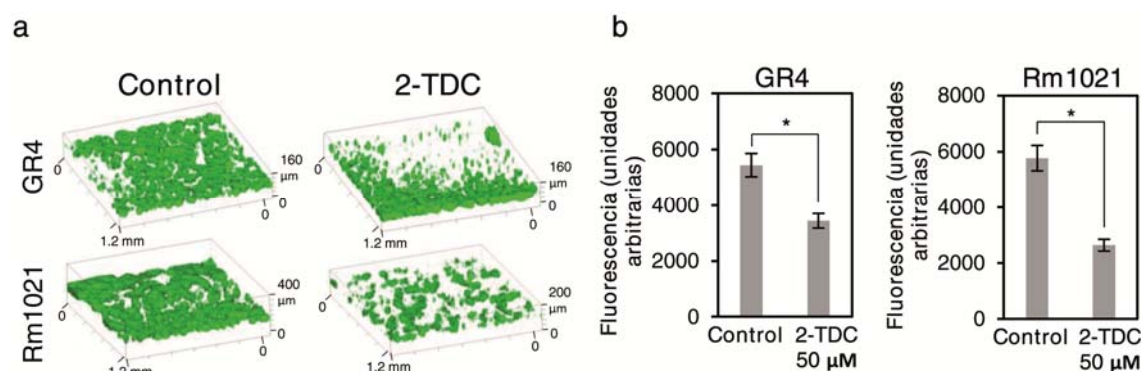 a
Control
2-TDC
GR4
0
160
µm
0
0
1.2 mm
0
160
µm
0
0
1.2 mm
Rm1021
0
400
µm
0
0
1.2 mm
0
200
µm
0
0
1.2 mm
b
GR4
Fluorescencia (unidades
arbitrarias)
8000
6000
4000
2000
0
*
Control
2-TDC
50 µM
Rm1021
Fluorescencia (unidades
arbitrarias)
8000
6000
4000
2000
0
*
Control
2-TDC
50 µM